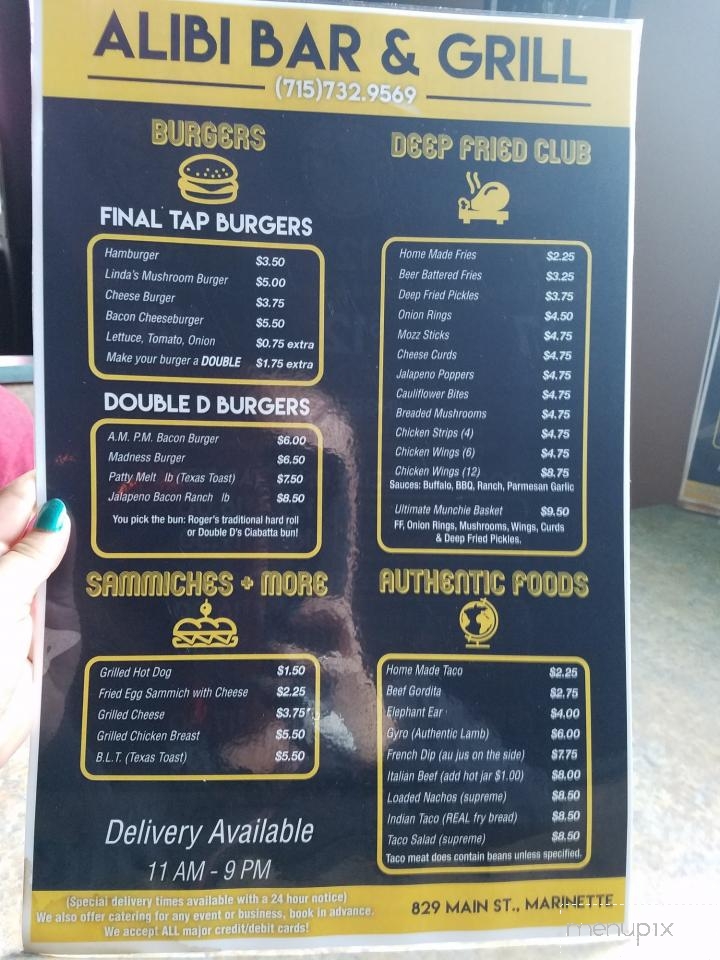 ALIBI BAR & GRILL
(715)732.9569
BURGERS
FINAL TAP BURGERS
Hamburger $3.50
Linda's Mushroom Burger $5.00
Cheese Burger $3.75
Bacon Cheeseburger $5.50
Lettuce, Tomato, Onion $0.75 extra
Make your burger a DOUBLE $1.75 extra
DOUBLE D BURGERS
A.M. P.M. Bacon Burger $6.00
Madness Burger $6.50
Patty Melt lb (Texas Toast) $7.50
Jalapeno Bacon Ranch lb $8.50
You pick the bun: Roger's traditional hard roll
or Double D's Ciabatta bun!
SAMMICHES + MORE
Grilled Hot Dog $1.50
Fried Egg Sammich with Cheese $2.25
Grilled Cheese $3.75
Grilled Chicken Breast $5.50
B.L.T. (Texas Toast) $5.50
Delivery Available
11 AM - 9 PM
DEEP FRIED CLUB
Home Made Fries $2.25
Beer Battered Fries $3.25
Deep Fried Pickles $3.75
Onion Rings $4.50
Mozz Sticks $4.75
Cheese Curds $4.75
Jalapeno Poppers $4.75
Cauliflower Bites $4.75
Breaded Mushrooms $4.75
Chicken Strips (4) $4.75
Chicken Wings (6) $4.75
Chicken Wings (12) $8.75
Sauces: Buffalo, BBQ, Ranch, Parmesan Garlic
Ultimate Munchie Basket $9.50
FF, Onion Rings, Mushrooms, Wings, Curds
& Deep Fried Pickles.
AUTHENTIC FOODS
Home Made Taco $2.25
Beef Gordita $2.75
Elephant Ear $4.00
Gyro (Authentic Lamb) $6.00
French Dip (au jus on the side) $7.75
Italian Beef (add hot jar $1.00) $8.00
Loaded Nachos (supreme) $8.50
Indian Taco (REAL fry bread) $8.50
Taco Salad (supreme) $8.50
Taco meat does contain beans unless specified.
(Special delivery times available with a 24 hour notice)
We also offer catering for any event or business, book in advance.
We accept ALL major credit/debit cards!
829 MAIN ST., MARINETTE
menupix